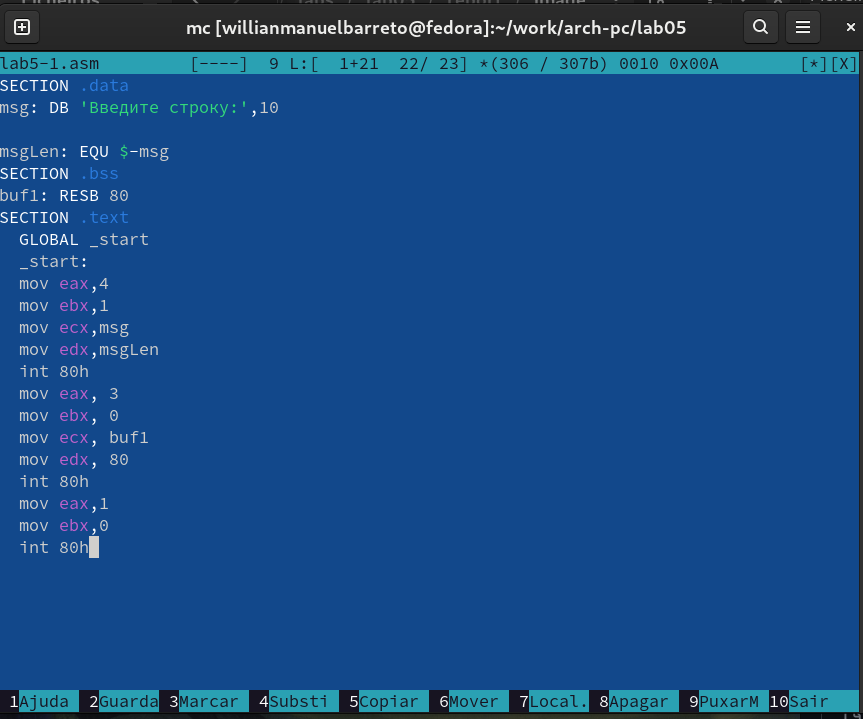 mc [willianmanuelbarreto@fedora]:~/work/arch-pc/lab05
lab5-1.asm [----] 9 L:[ 1+21 22/ 23] *(306 / 307b) 0010 0x00A [*][X]
SECTION .data
msg: DB 'Введите строку:',10
msgLen: EQU $-msg
SECTION .bss
buf1: RESB 80
SECTION .text
GLOBAL _start
_start:
mov eax,4
mov ebx,1
mov ecx,msg
mov edx,msgLen
int 80h
mov eax, 3
mov ebx, 0
mov ecx, buf1
mov edx, 80
int 80h
mov eax,1
mov ebx,0
int 80h
1Ajuda 2Guarda 3Marcar 4Substi 5Copiar 6Mover 7Local. 8Apagar 9PuxarM 10Sair